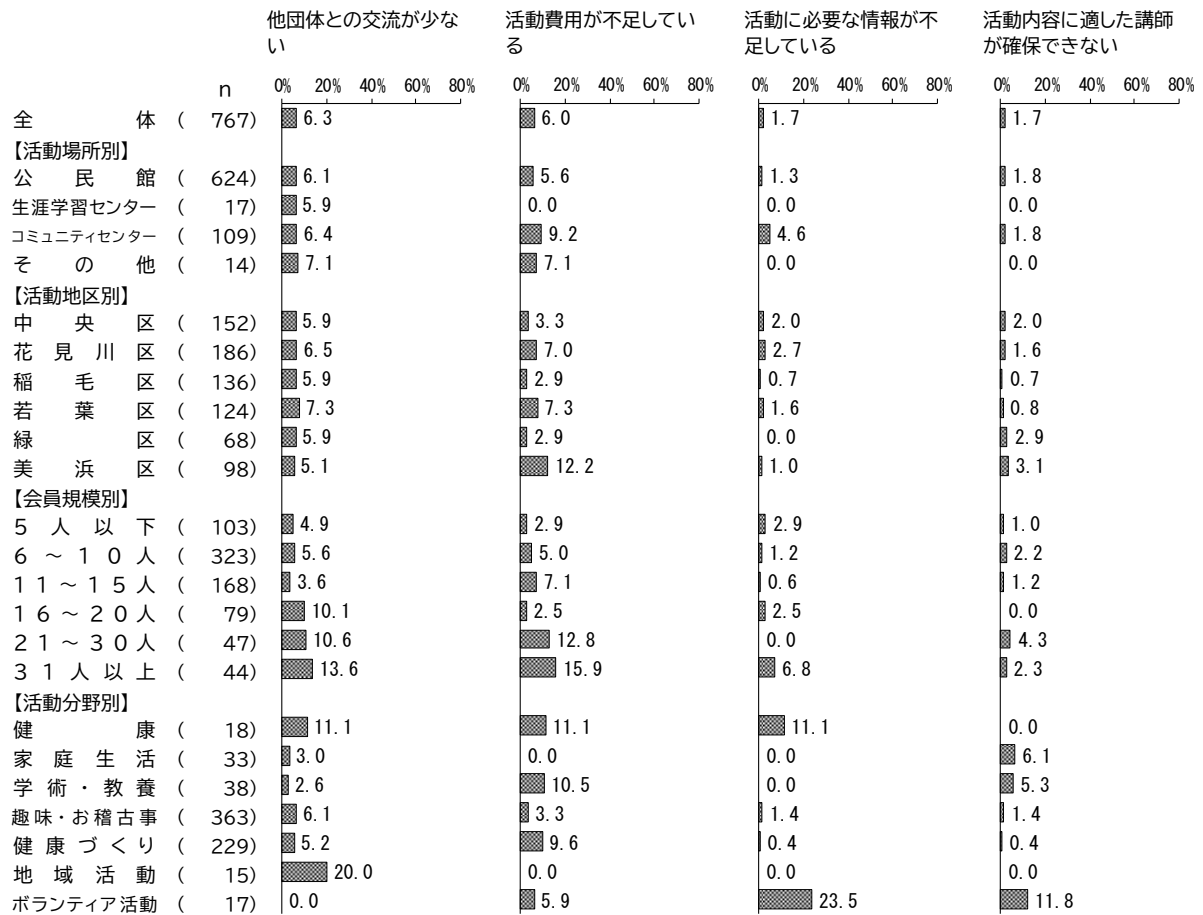 他団体との交流が少な
い
活動費用が不足してい
る
活動に必要な情報が不
足している
活動内容に適した講師
が確保できない
n 0% 20% 40% 60% 80% 0% 20% 40% 60% 80% 0% 20% 40% 60% 80% 0% 20% 40% 60% 80%
全体 ( 767) 6.3 6.0 1.7 1.7
【活動場所別】
公民館 ( 624) 6.1 5.6 1.3 1.8
生涯学習センター ( 17) 5.9 0.0 0.0 0.0
コミュニティセンター ( 109) 6.4 9.2 4.6 1.8
その他 ( 14) 7.1 7.1 0.0 0.0
【活動地区別】
中央区 ( 152) 5.9 3.3 2.0 2.0
花見川区 ( 186) 6.5 7.0 2.7 1.6
稲毛区 ( 136) 5.9 2.9 0.7 0.7
若葉区 ( 124) 7.3 7.3 1.6 0.8
緑区 ( 68) 5.9 2.9 0.0 2.9
美浜区 ( 98) 5.1 12.2 1.0 3.1
【会員規模別】
5人以下 ( 103) 4.9 2.9 2.9 1.0
6～10人 ( 323) 5.6 5.0 1.2 2.2
11～15人 ( 168) 3.6 7.1 0.6 1.2
16～20人 ( 79) 10.1 2.5 2.5 0.0
21～30人 ( 47) 10.6 12.8 0.0 4.3
31人以上 ( 44) 13.6 15.9 6.8 2.3
【活動分野別】
健康 ( 18) 11.1 11.1 11.1 0.0
家庭生活 ( 33) 3.0 0.0 0.0 6.1
学術・教養 ( 38) 2.6 10.5 0.0 5.3
趣味・お稽古事 ( 363) 6.1 3.3 1.4 1.4
健康づくり ( 229) 5.2 9.6 0.4 0.4
地域活動 ( 15) 20.0 0.0 0.0 0.0
ボランティア活動 ( 17) 0.0 5.9 23.5 11.8